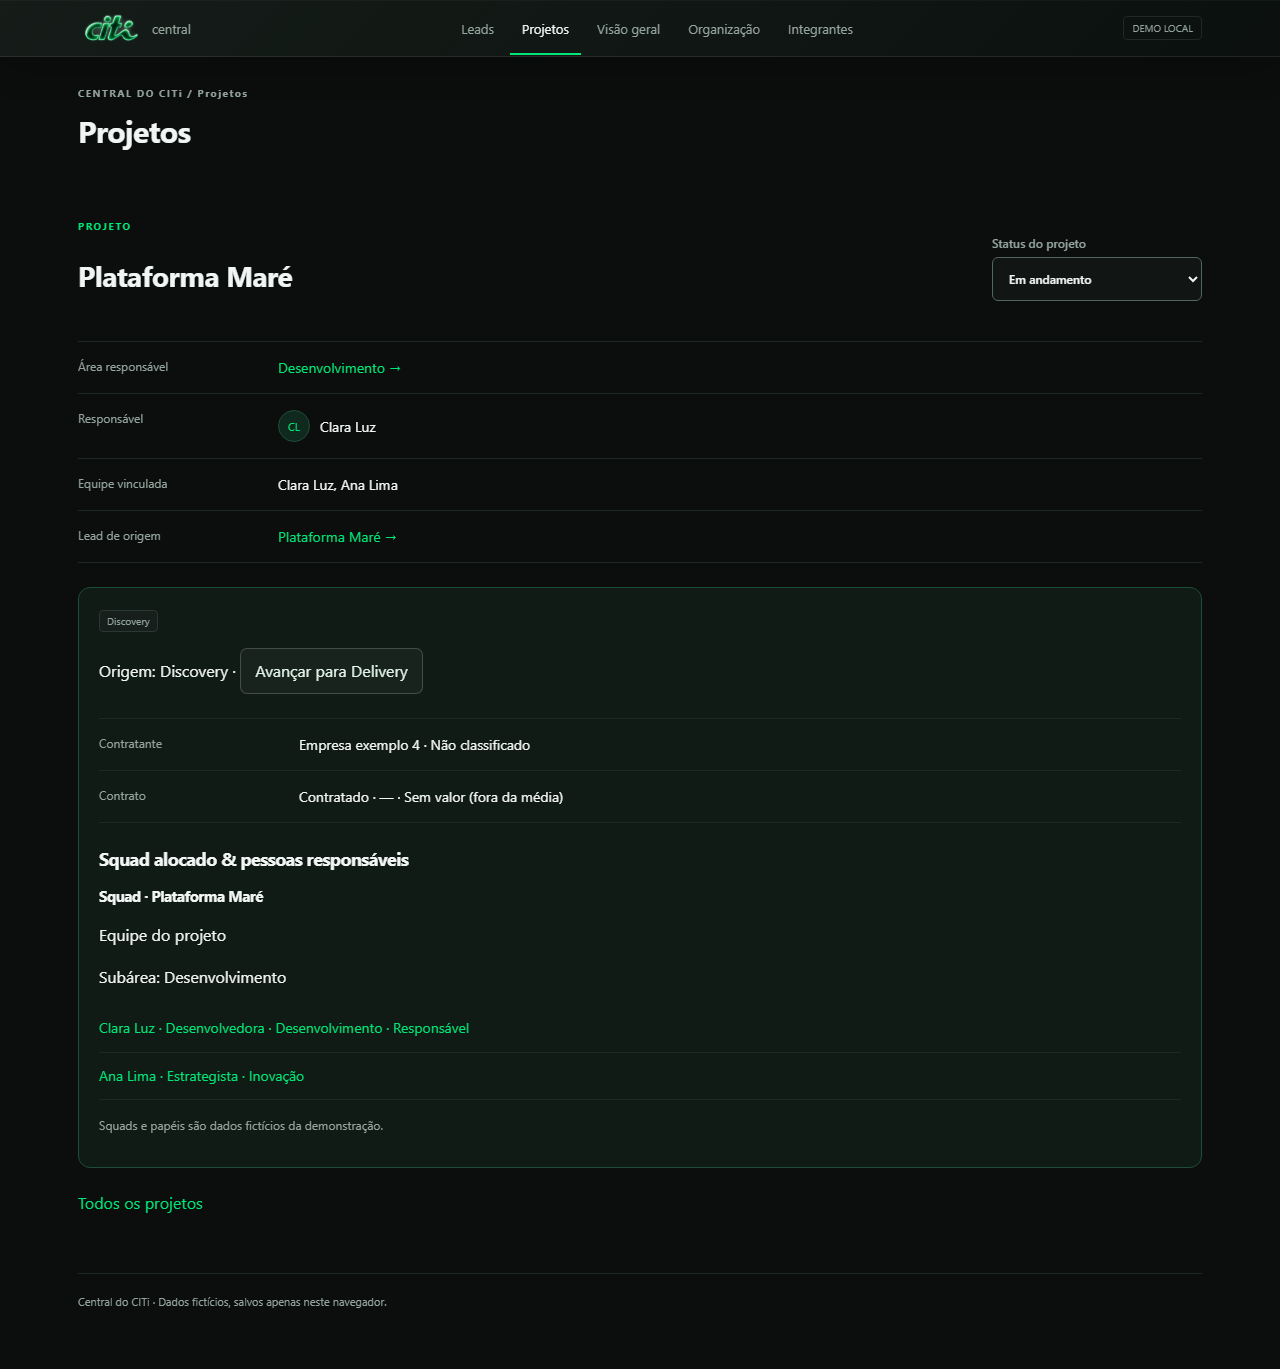 citi central Leads Projetos Visão geral Organização Integrantes DEMO LOCAL
CENTRAL DO CITi / Projetos
Projetos
PROJETO
Plataforma Maré
Status do projeto
Em andamento
Área responsável Desenvolvimento →
Responsável CL Clara Luz
Equipe vinculada Clara Luz, Ana Lima
Lead de origem Plataforma Maré →
Discovery
Origem: Discovery · Avançar para Delivery
Contratante Empresa exemplo 4 · Não classificado
Contrato Contratado · — · Sem valor (fora da média)
Squad alocado & pessoas responsáveis
Squad · Plataforma Maré
Equipe do projeto
Subárea: Desenvolvimento
Clara Luz · Desenvolvedora · Desenvolvimento · Responsável
Ana Lima · Estrategista · Inovação
Squads e papéis são dados fictícios da demonstração.
Todos os projetos
Central do CITi · Dados fictícios, salvos apenas neste navegador.